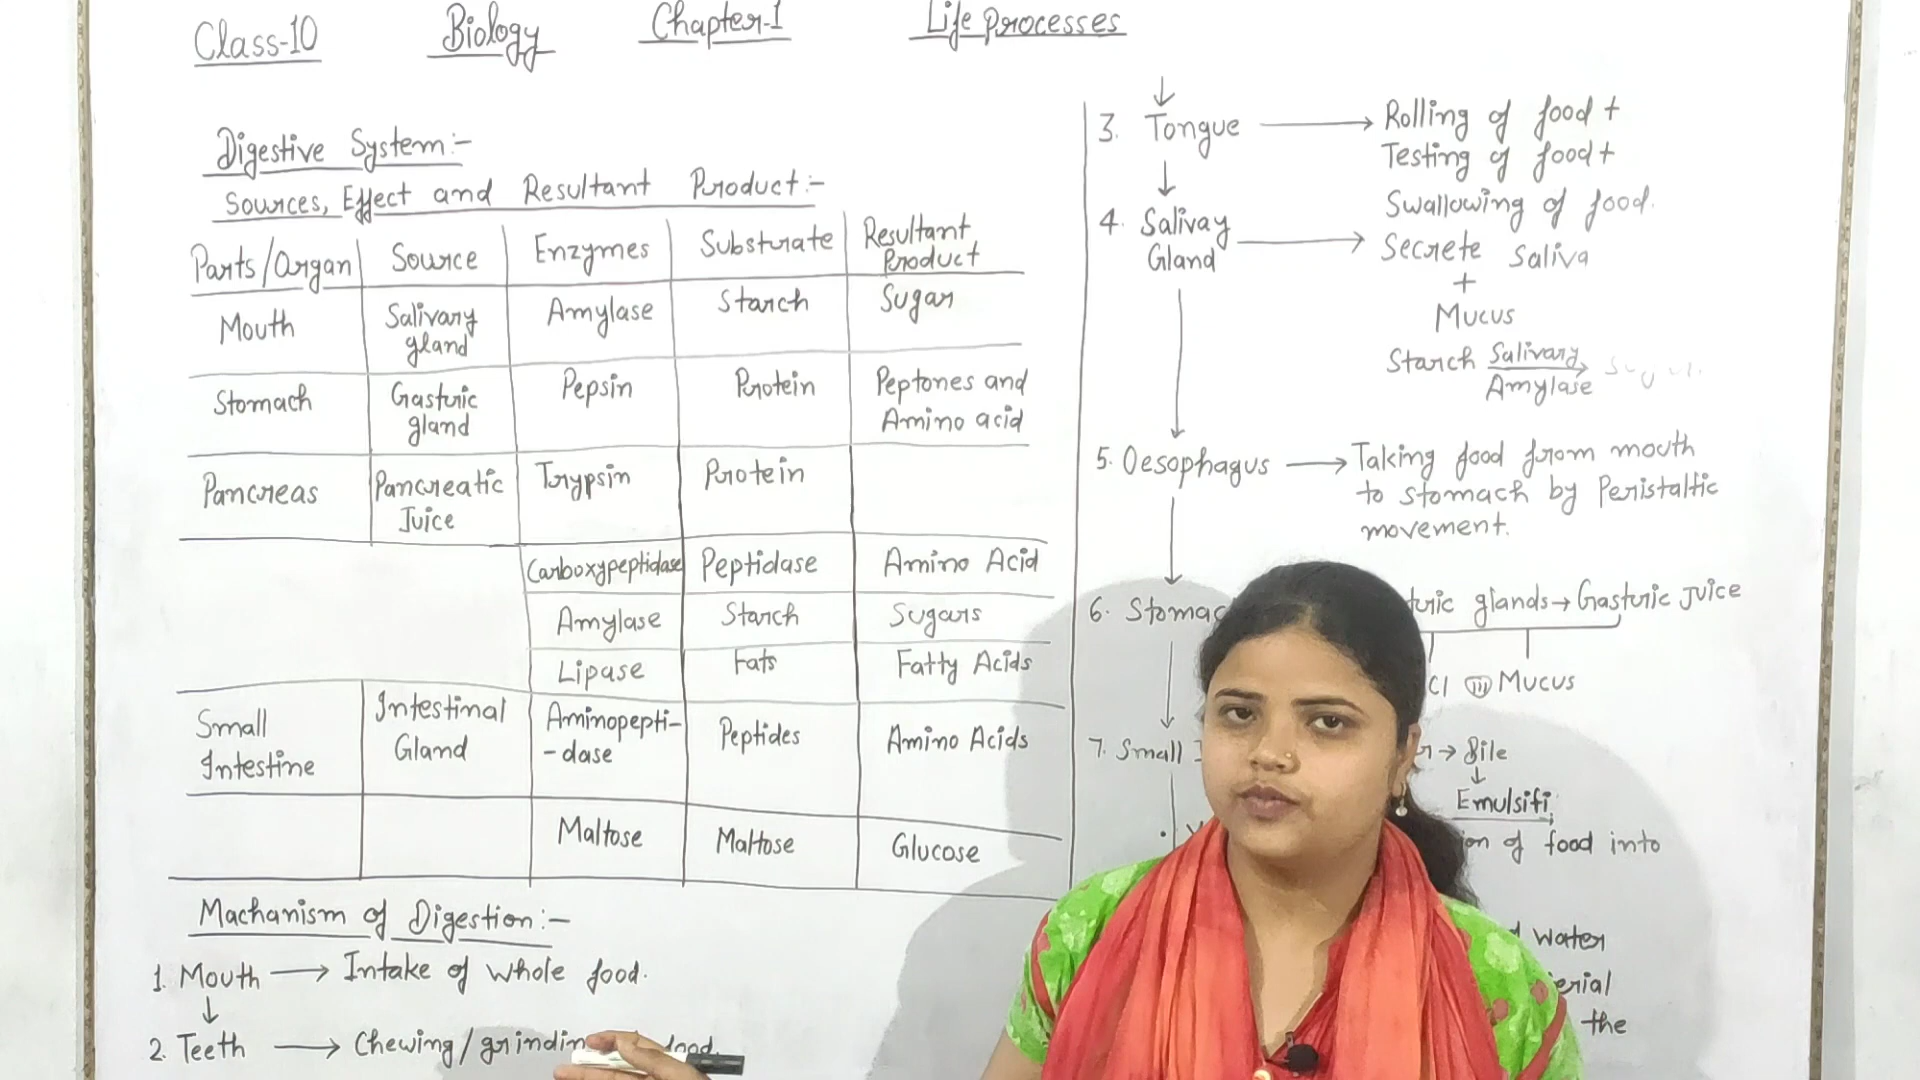 Class-10 Biology Chapter-1 Life processes
Digestive System:-
Sources, Effect and Resultant Product:-
Parts/Organ Source Enzymes Substrate Resultant Product
Mouth Salivary gland Amylase Starch Sugar
Stomach Gastric gland Pepsin Protein Peptones and Amino acid
Pancreas Pancreatic Juice Trypsin Protein
Carboxypeptidase Peptidase Amino Acid
Amylase Starch Sugars
Lipase Fats Fatty Acids
Small Intestine Intestinal Gland Aminopepti- -dase Peptides Amino Acids
Maltose Maltose Glucose
Machanism of Digestion:-
1. Mouth → Intake of whole food.
↓
2. Teeth → Chewing/ food.
↓
3. Tongue → Rolling of food +
Testing of food +
Swallowing of food.
↓
4. Salivay Gland → Secrete Saliva
+
Mucus
Starch Salivary Amylase →
↓
5. Oesophagus → Taking food from mouth
to stomach by Peristaltic
movement.
↓
6. glands → Gastric juice
(iii) Mucus
↓
7. Small → Bile
↓
Emulsifi
of food into
water
the